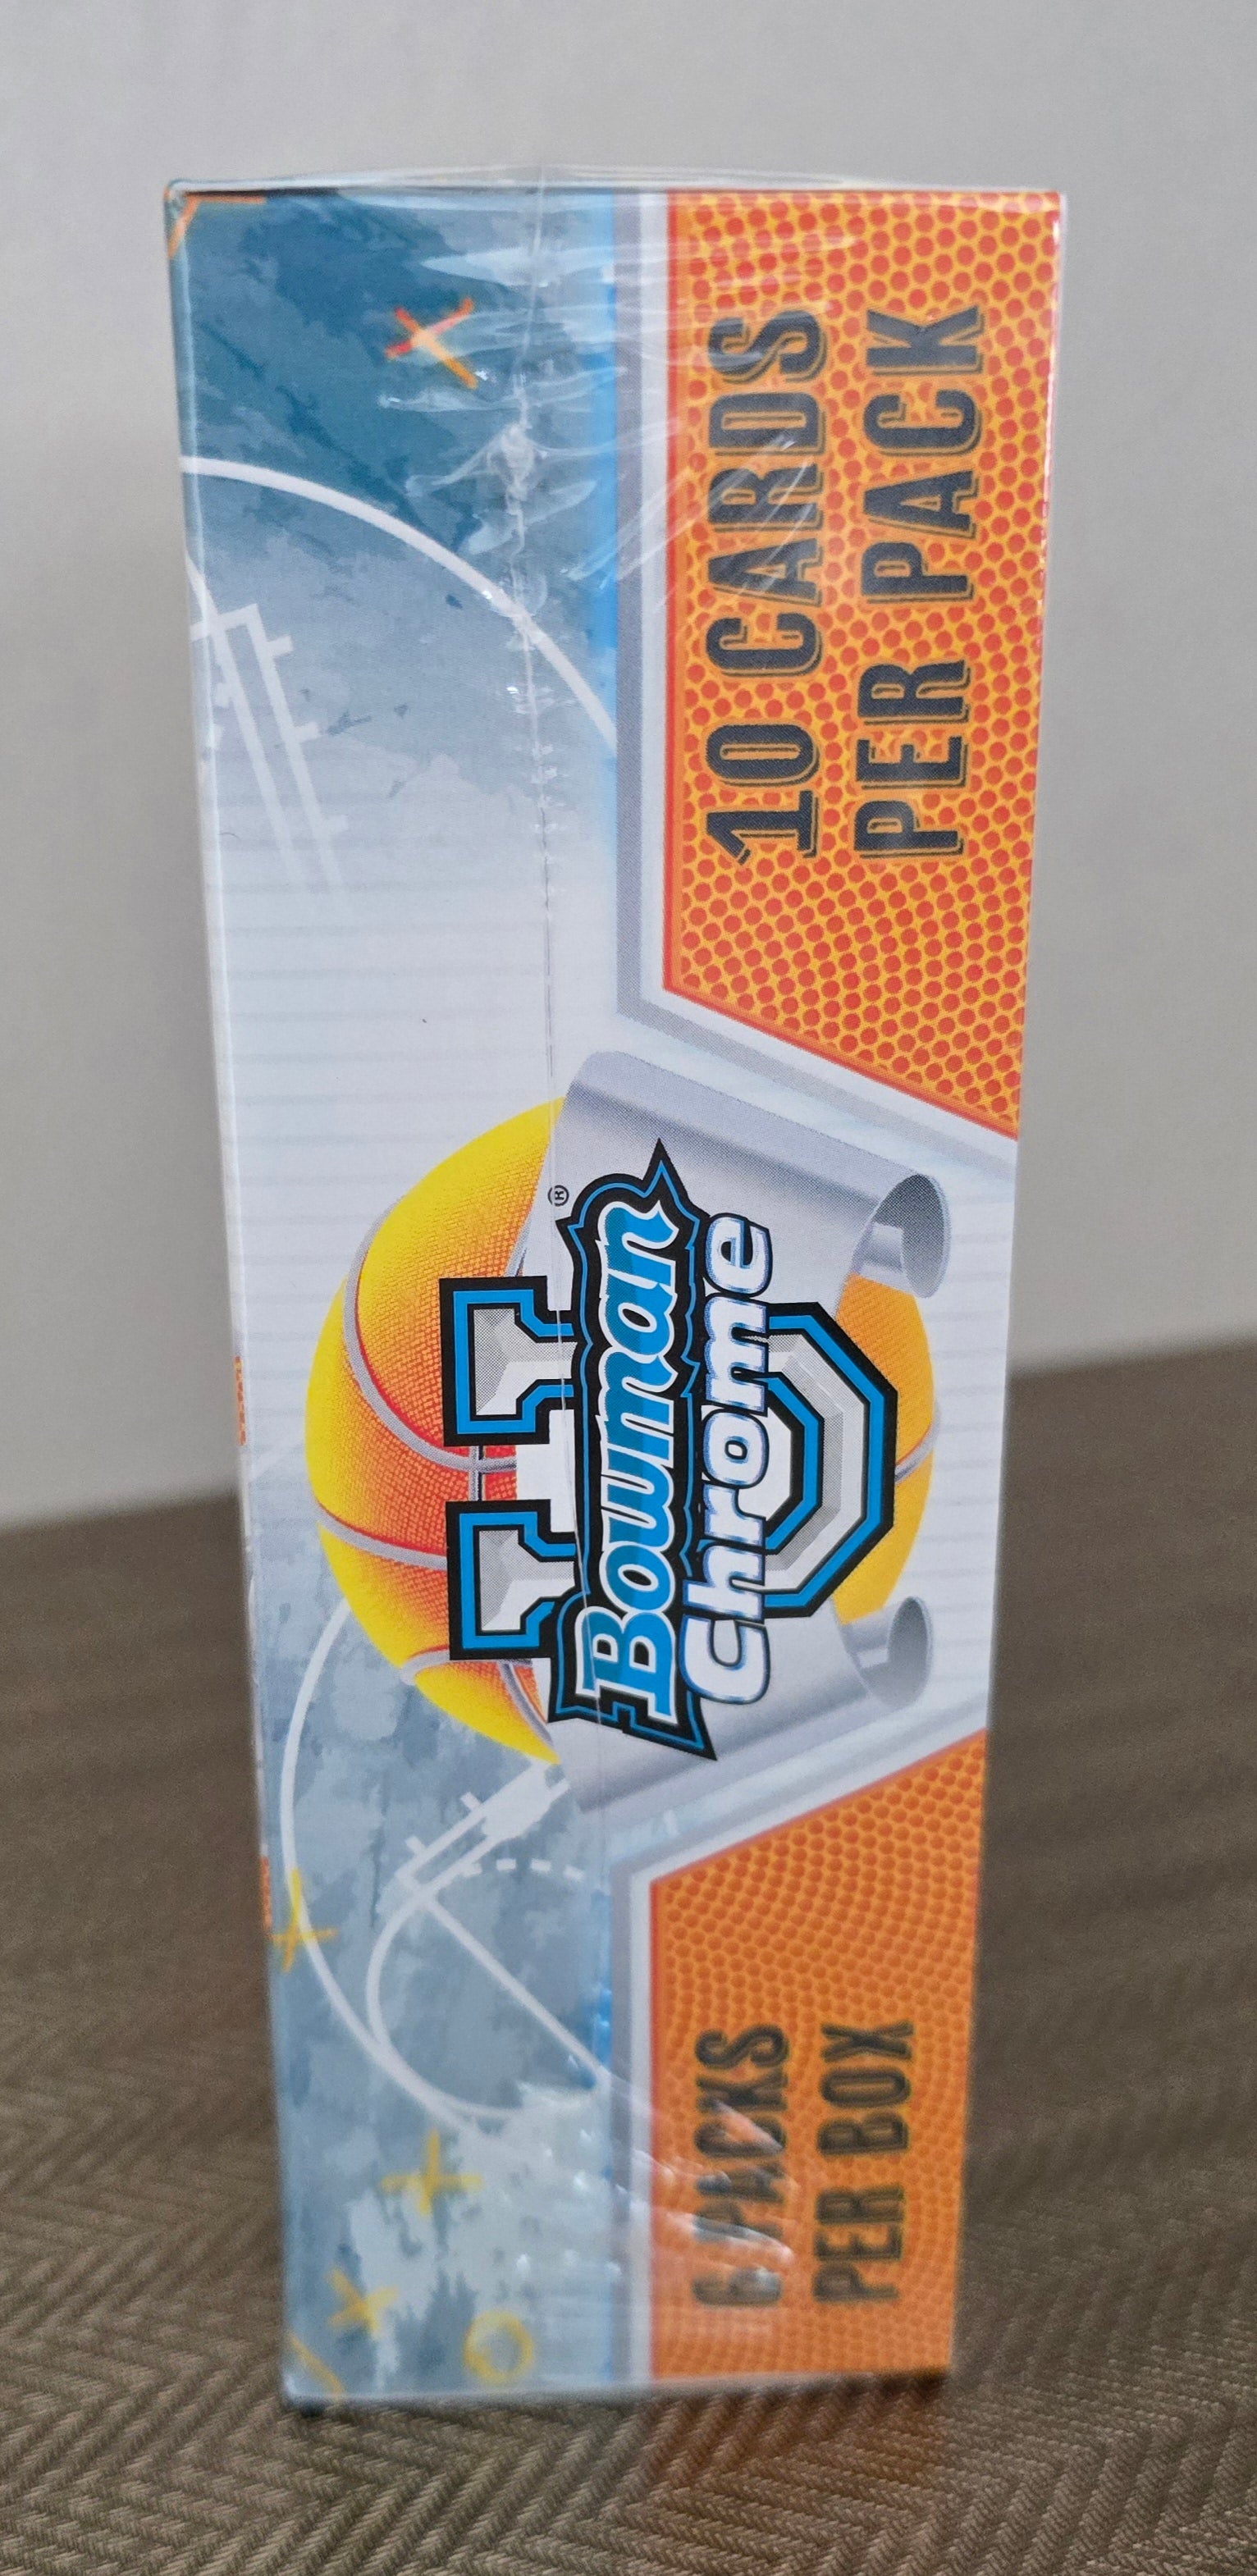 6 PACKS
PER BOX
U
Bowman®
Chrome
10 CARDS
PER PACK